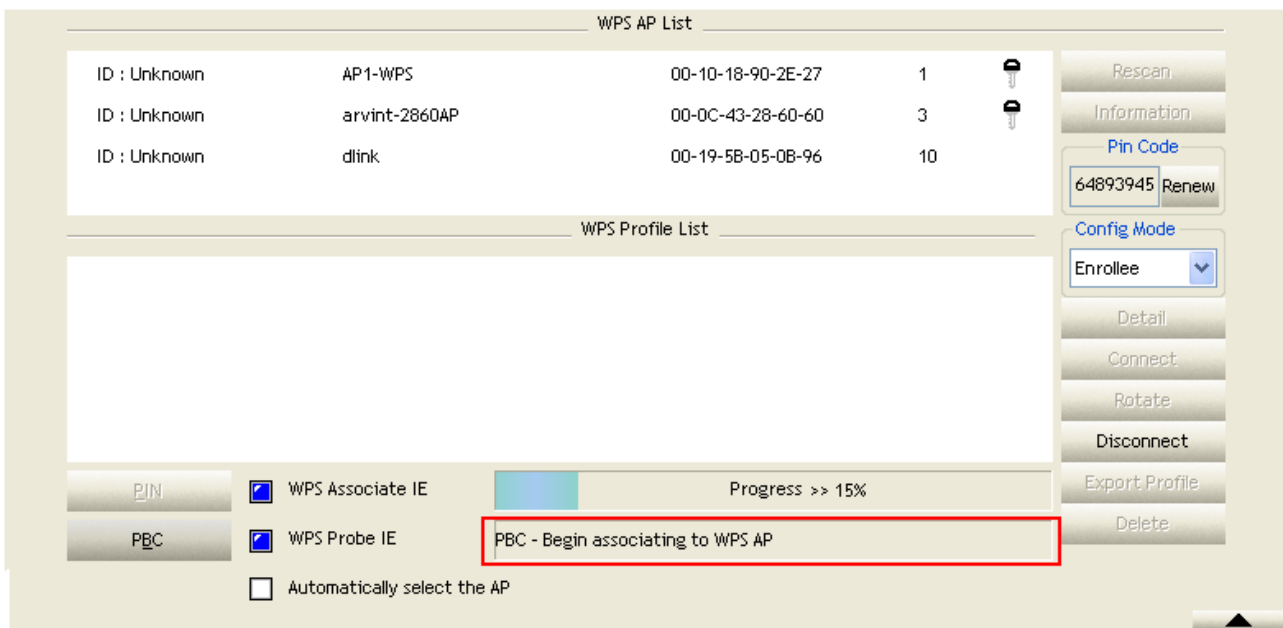 WPS AP List
ID : Unknown AP1-WPS 00-10-18-90-2E-27 1
ID : Unknown arvint-2860AP 00-0C-43-28-60-60 3
ID : Unknown dlink 00-19-5B-05-0B-96 10
Rescan
Information
Pin Code
64893945 Renew
WPS Profile List
Config Mode
Enrollee
Detail
Connect
Rotate
Disconnect
Export Profile
Delete
PIN WPS Associate IE Progress >> 15%
PBC WPS Probe IE PBC - Begin associating to WPS AP
Automatically select the AP